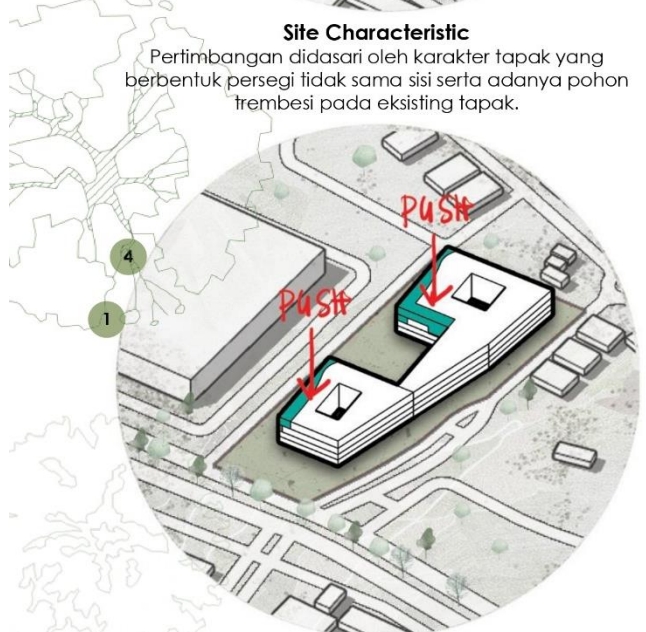 Site Characteristic
Pertimbangan didasari oleh karakter tapak yang
berbentuk persegi tidak sama sisi serta adanya pohon
trembesi pada eksisting tapak.
PUSH
4
PUSH
1